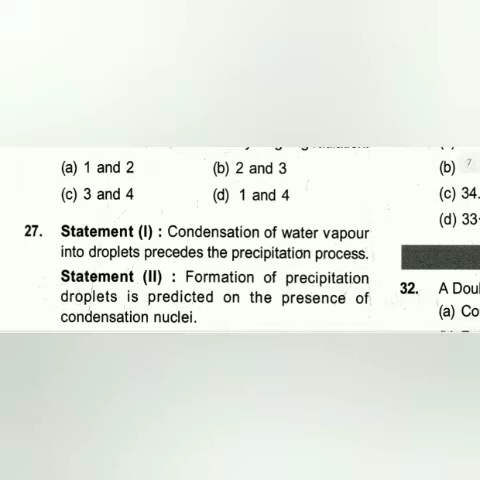 (a) 1 and 2
(b) 2 and 3
(c) 3 and 4
(d) 1 and 4
27. Statement (I) : Condensation of water vapour
into droplets precedes the precipitation process.
Statement (II) : Formation of precipitation
droplets is predicted on the presence of
condensation nuclei.
(b) 7
(c) 34.
(d) 33
32. A Doul
(a) Co